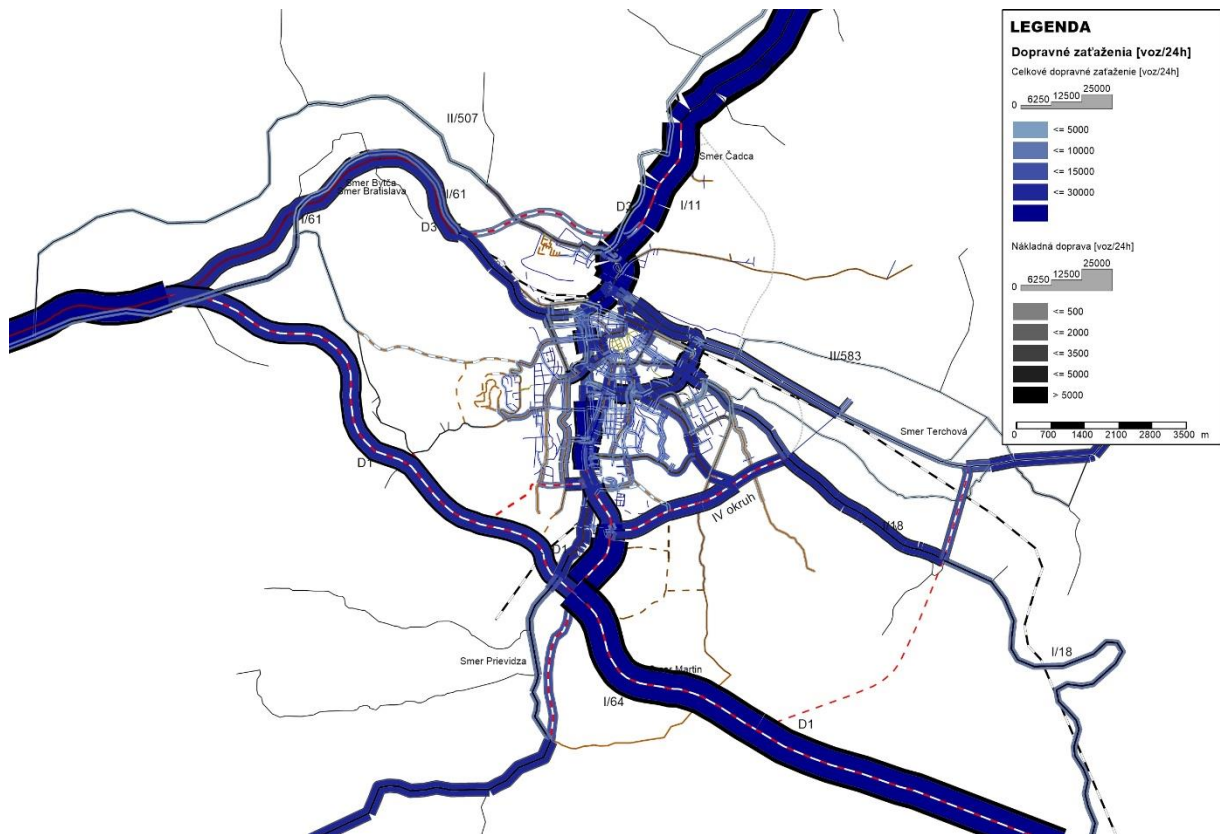 LEGENDA
Dopravné zaťaženia [voz/24h]
Celkové dopravné zaťaženie [voz/24h]
0 6250 12500 25000
<= 5000
<= 10000
<= 15000
<= 30000
Nákladná doprava [voz/24h]
0 6250 12500 25000
<= 500
<= 2000
<= 3500
<= 5000
> 5000
0 700 1400 2100 2800 3500 m
II/507
Smer Čadca
Smer Bytča
Smer Bratislava
I/61
I/61
D3
D3
I/11
II/583
Smer Terchová
D1
IV okruh
I/18
D1
I/18
Smer Prievidza
Martin
I/64
D1